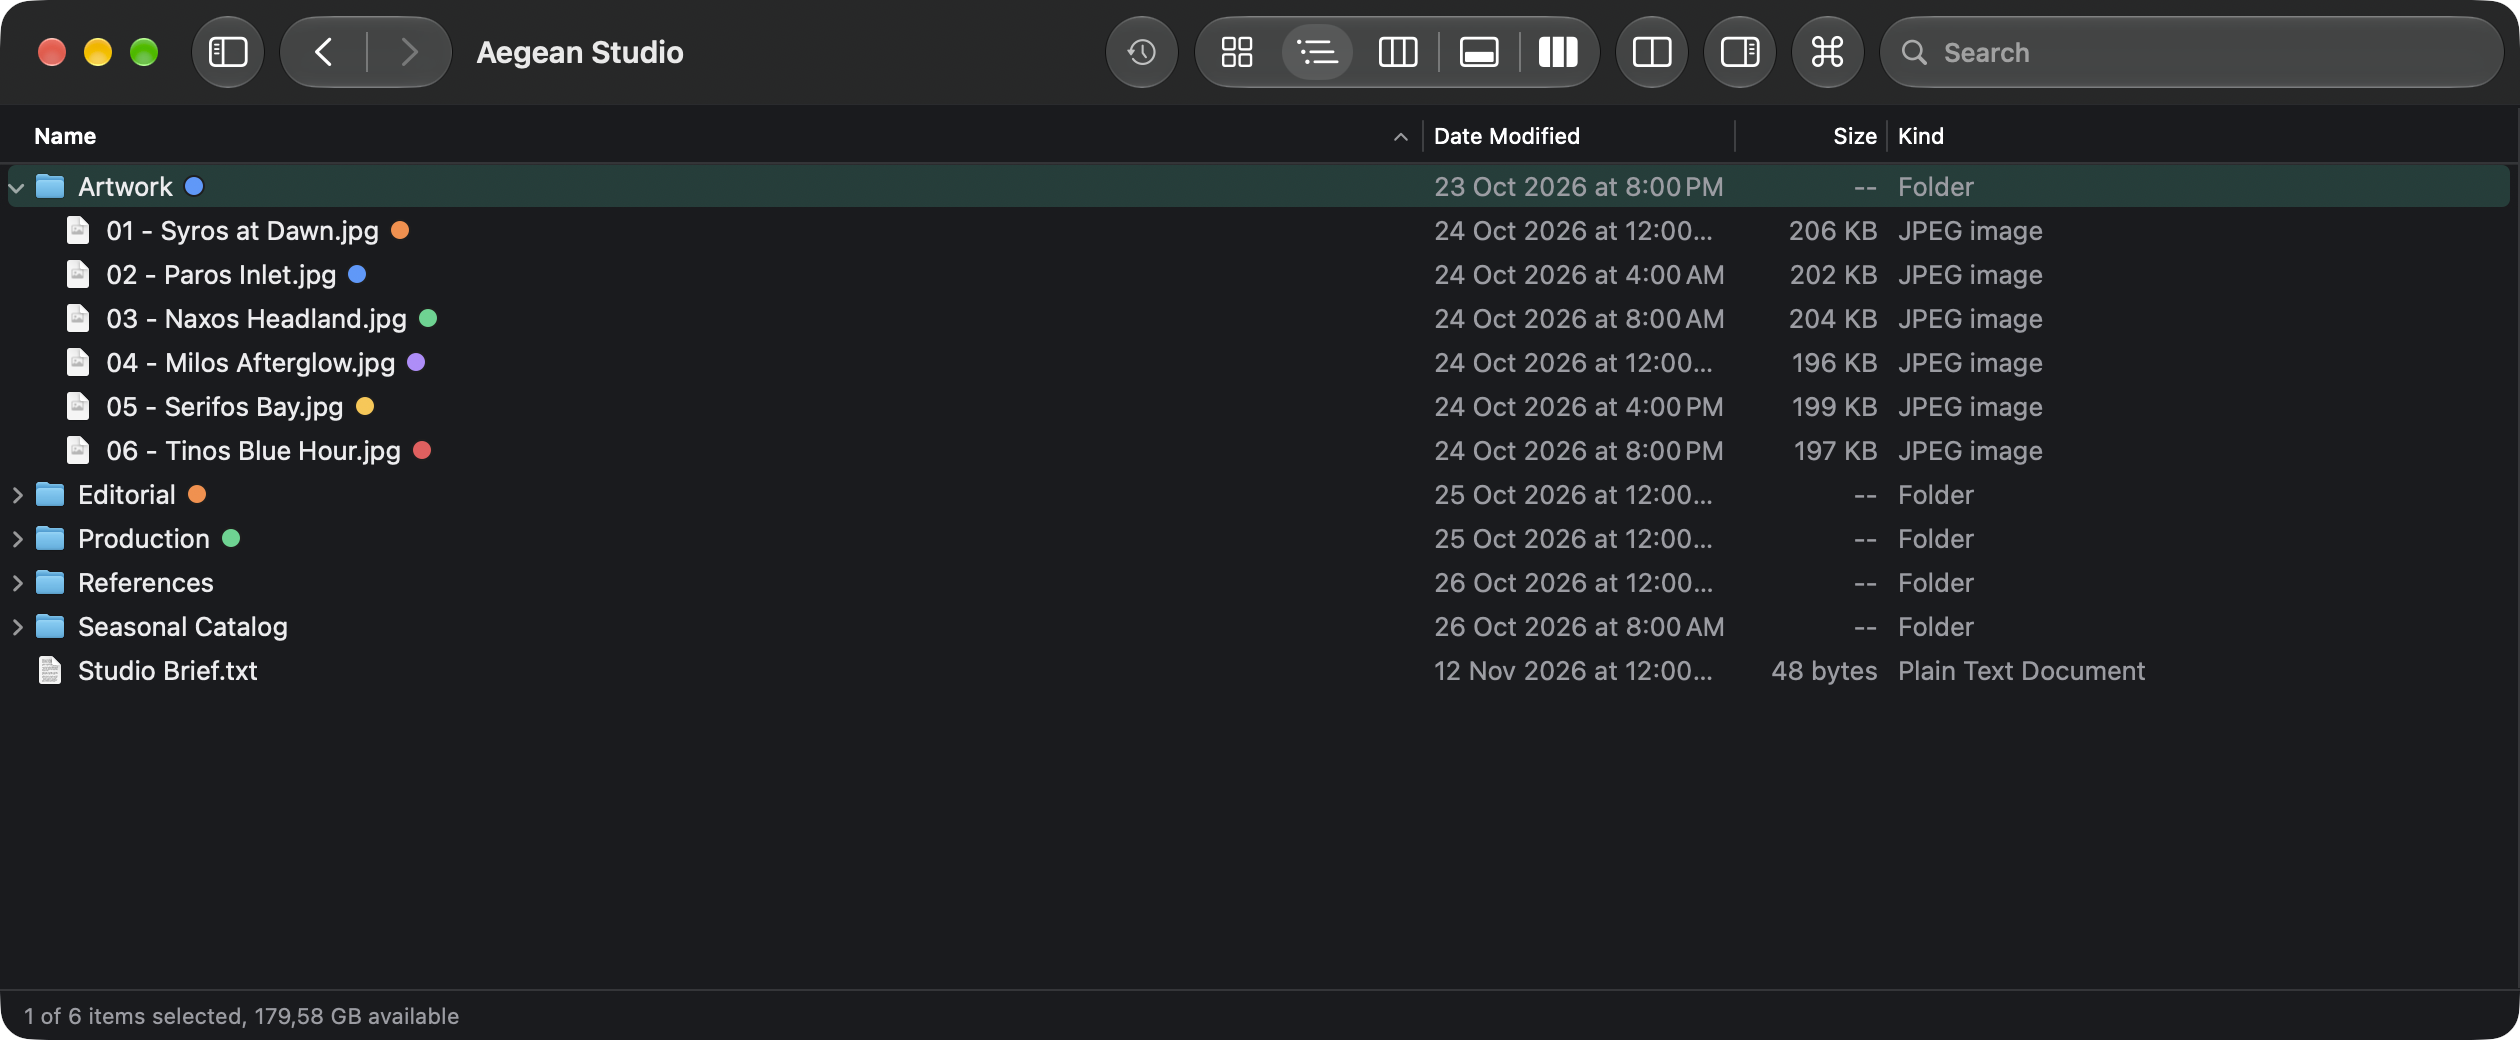 Aegean Studio
Search
Name Date Modified Size Kind
Artwork 23 Oct 2026 at 8:00 PM -- Folder
01 - Syros at Dawn.jpg 24 Oct 2026 at 12:00... 206 KB JPEG image
02 - Paros Inlet.jpg 24 Oct 2026 at 4:00 AM 202 KB JPEG image
03 - Naxos Headland.jpg 24 Oct 2026 at 8:00 AM 204 KB JPEG image
04 - Milos Afterglow.jpg 24 Oct 2026 at 12:00... 196 KB JPEG image
05 - Serifos Bay.jpg 24 Oct 2026 at 4:00 PM 199 KB JPEG image
06 - Tinos Blue Hour.jpg 24 Oct 2026 at 8:00 PM 197 KB JPEG image
Editorial 25 Oct 2026 at 12:00... -- Folder
Production 25 Oct 2026 at 12:00... -- Folder
References 26 Oct 2026 at 12:00... -- Folder
Seasonal Catalog 26 Oct 2026 at 8:00 AM -- Folder
Studio Brief.txt 12 Nov 2026 at 12:00... 48 bytes Plain Text Document
1 of 6 items selected, 179,58 GB available